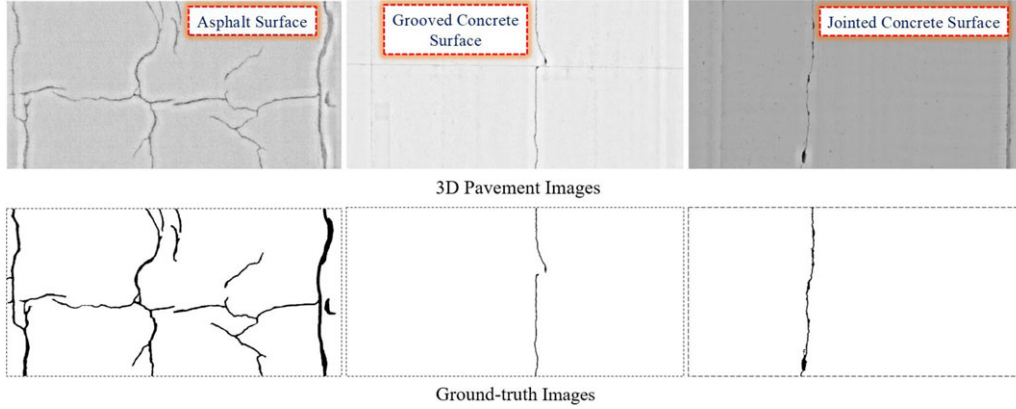 Asphalt Surface
Grooved Concrete
Surface
Jointed Concrete Surface
3D Pavement Images
Ground-truth Images